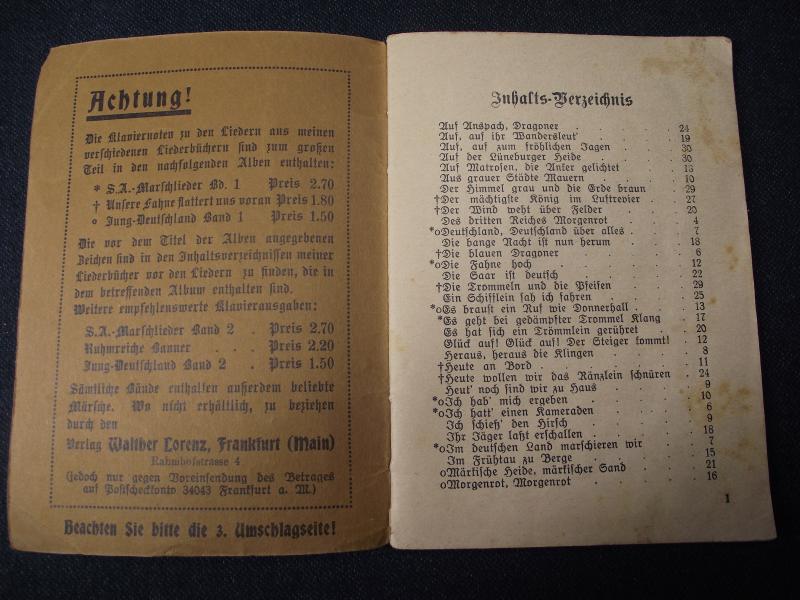 Achtung!
Die Klaviernoten zu den Liedern aus meinen
verschiedenen Liederbüchern sind zum großen
Teil in den nachfolgenden Alben enthalten:
* S.A.-Marschlieder Bd. 1 Preis 2.70
† Unsere Fahne flattert uns voran Preis 1.80
o Jung-Deutschland Band 1 Preis 1.50
Die vor dem Titel der Alben angegebenen
Zeichen sind in den Inhaltsverzeichnissen meiner
Liederbücher vor den Liedern zu finden, die in
dem betreffenden Album enthalten sind.
Weitere empfehlenswerte Klavierausgaben:
S.A.-Marschlieder Band 2 . Preis 2.70
Ruhmreiche Banner . . Preis 2.20
Jung-Deutschland Band 2 . Preis 1.50
Sämtliche Bände enthalten außerdem beliebte
Märsche. Wo nicht erhältlich, zu beziehen
durch den
Verlag Walther Lorenz, Frankfurt (Main)
Rahmhofstrasse 4
(jedoch nur gegen Voreinsendung des Betrages
auf Postscheckonto 34043 Frankfurt a. M.)
Beachten Sie bitte die 3. Umschlagseite!
Inhalts-Verzeichnis
Auf Anspach, Dragoner 24
Auf, auf ihr Wandersleut' 19
Auf, auf zum fröhlichen Jagen 30
Auf der Lüneburger Heide 30
Auf Matrosen, die Anker gelichtet 13
Aus grauer Städte Mauern 10
Der Himmel grau und die Erde braun 29
†Der mächtigste König im Luftrevier 27
†Der Wind weht über Felder 20
Des dritten Reiches Morgenrot 4
*oDeutschland, Deutschland über alles 7
Die bange Nacht ist nun herum 18
†Die blauen Dragoner 6
*oDie Fahne hoch 12
Die Saar ist deutsch 22
†Die Trommeln und die Pfeifen 29
Ein Schifflein sah ich fahren 25
*oEs braust ein Ruf wie Donnerhall 13
*Es geht bei gedämpfter Trommel Klang 17
Es hat sich ein Trömmlein gerühret 20
Glück auf! Glück auf! Der Steiger kommt! 12
Heraus, heraus die Klingen 8
†Heute an Bord 11
†Heute wollen wir das Ränzlein schnüren 24
Heut' noch sind wir zu Haus 9
*oIch hab' mich ergeben 10
*oIch hatt' einen Kameraden 6
Ich schieß' den Hirsch 9
Ihr Jäger laßt erschallen 18
*oIm deutschen Land marschieren wir 7
Im Frühtau zu Berge 15
oMärkische Heide, märkischer Sand 21
oMorgenrot, Morgenrot 16
1